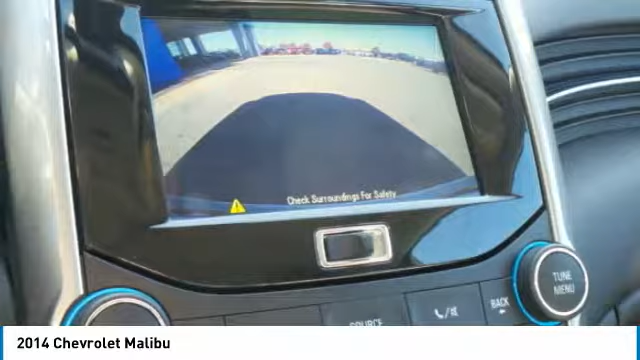 Check Surroundings For Safety
TUNE
MENU
BACK
SOURCE
2014 Chevrolet Malibu